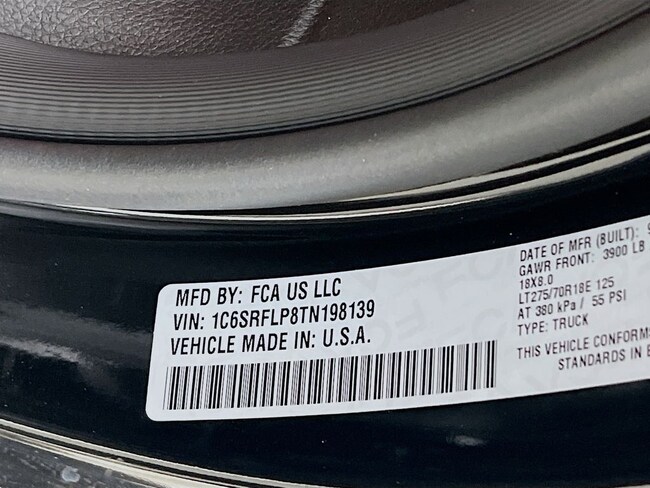 MFD BY: FCA US LLC
VIN: 1C6SRFLP8TN198139
VEHICLE MADE IN: U.S.A.
DATE OF MFR (BUILT):
GAWR FRONT: 3900 LB
18X8.0
LT275/70R18E 125
AT 380 kPa / 55 PSI
TYPE: TRUCK
THIS VEHICLE CONFORM
STANDARDS IN